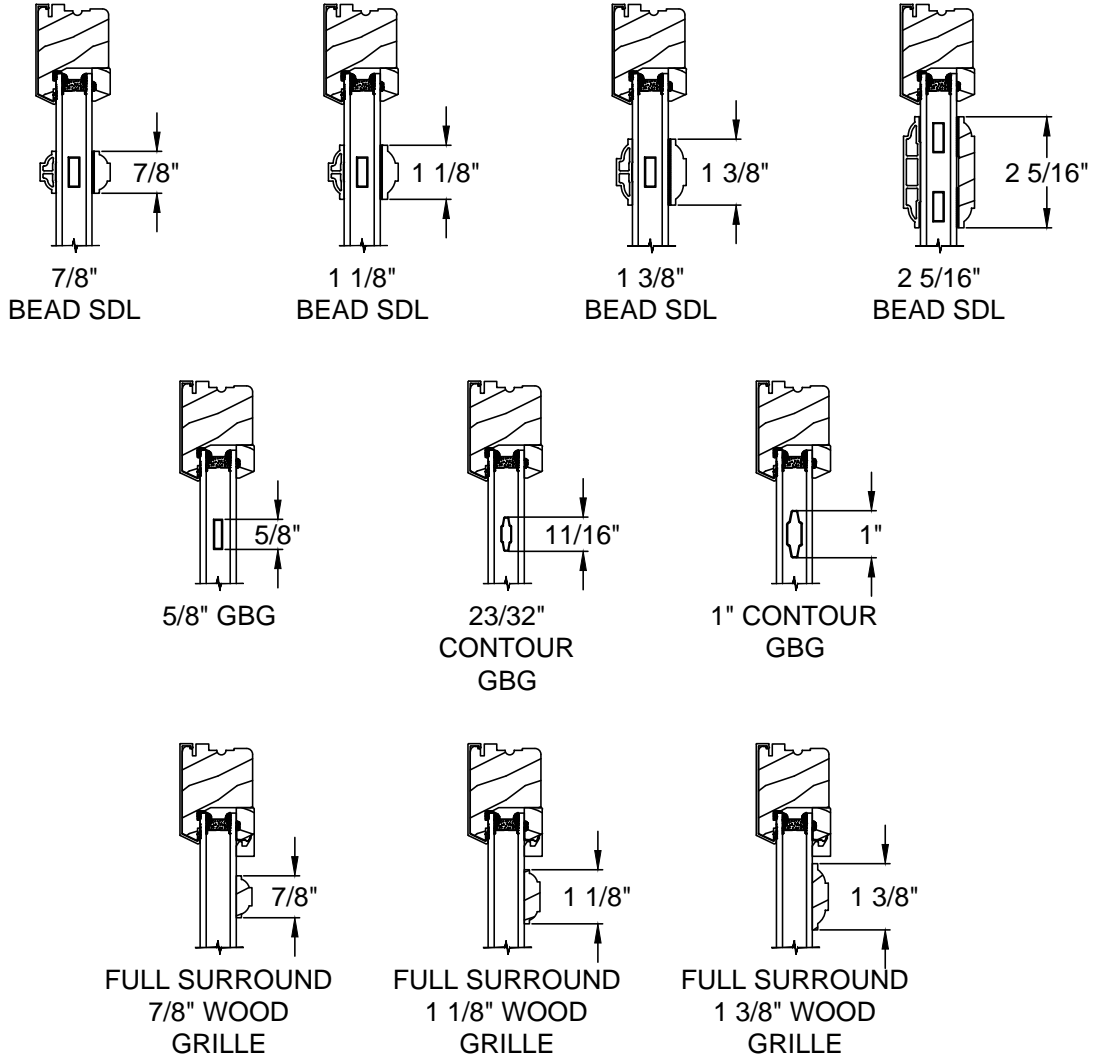 7/8"
1 1/8"
1 3/8"
2 5/16"
7/8"
BEAD SDL
1 1/8"
BEAD SDL
1 3/8"
BEAD SDL
2 5/16"
BEAD SDL
5/8"
11/16"
1"
5/8" GBG
23/32"
CONTOUR
GBG
1" CONTOUR
GBG
7/8"
1 1/8"
1 3/8"
FULL SURROUND
7/8" WOOD
GRILLE
FULL SURROUND
1 1/8" WOOD
GRILLE
FULL SURROUND
1 3/8" WOOD
GRILLE